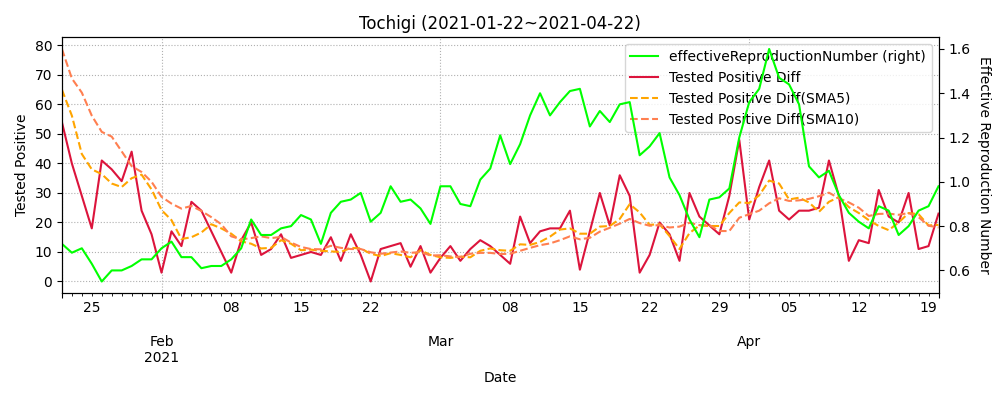 Tochigi (2021-01-22~2021-04-22)
effectiveReproductionNumber (right)
Tested Positive Diff
Tested Positive Diff(SMA5)
Tested Positive Diff(SMA10)
Tested Positive
80
70
60
50
40
30
20
10
0
1.6
1.4
1.2
1.0
0.8
0.6
Effective Reproduction Number
25 08 15 22 08 15 22 29 05 12 19
Feb Mar Apr
2021
Date